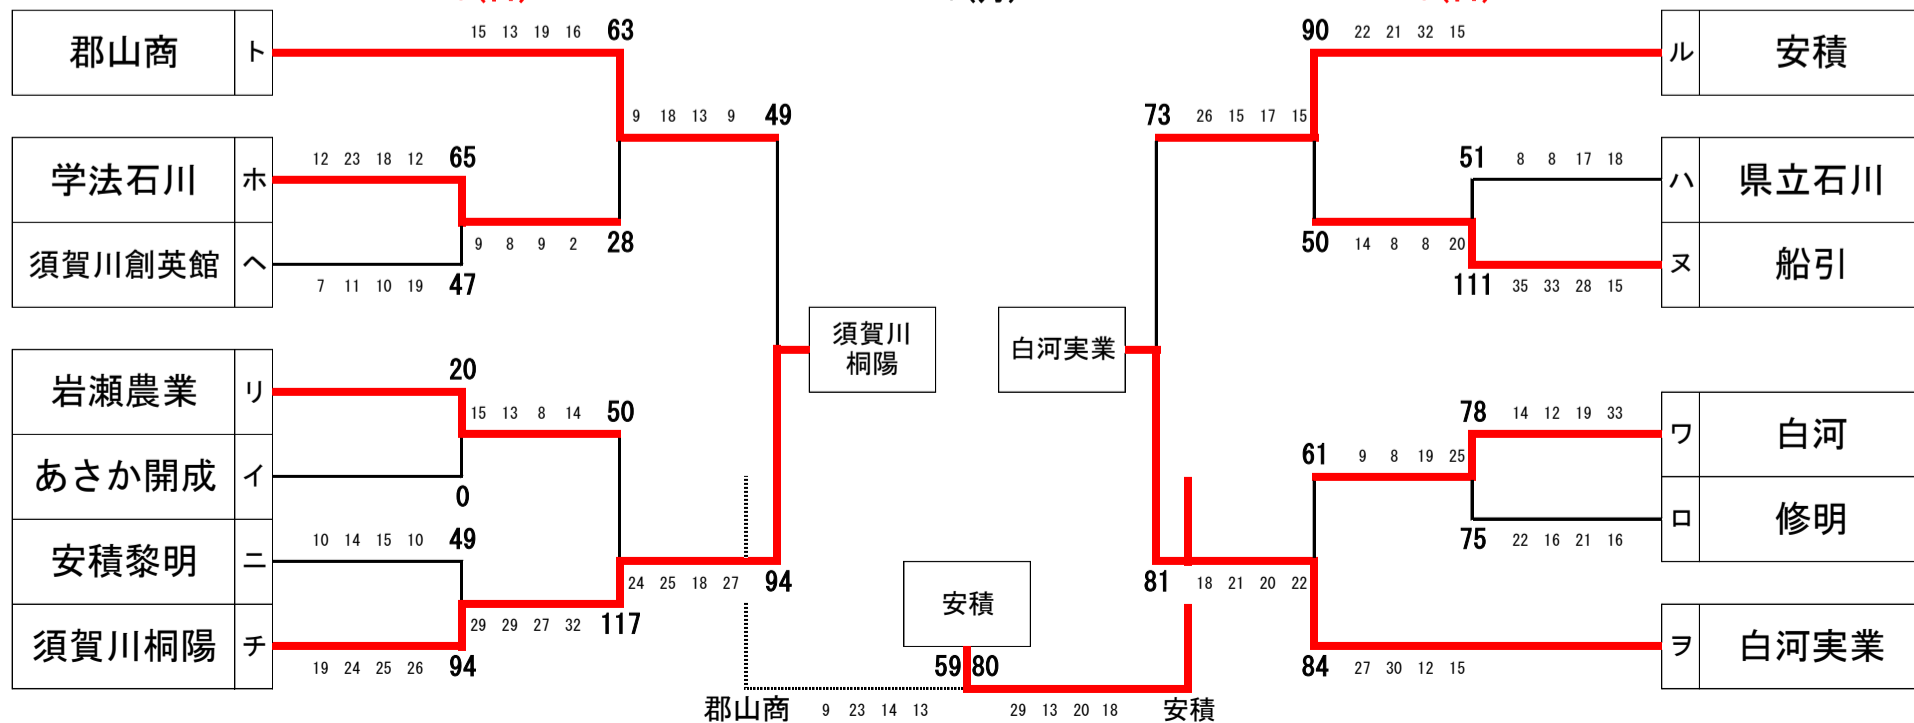 郡山商 ト 15 13 19 16 63
90 22 21 32 15 ル 安積
9 18 13 9 49
73 26 15 17 15
学法石川 ホ 12 23 18 12 65
51 8 8 17 18 ハ 県立石川
9 8 9 2 28
50 14 8 8 20
須賀川創英館 ヘ 7 11 10 19 47
111 35 33 28 15 ヌ 船引
須賀川
桐陽
白河実業
岩瀬農業 リ 20
15 13 8 14 50
78 14 12 19 33 ワ 白河
61 9 8 19 25
あさか開成 イ 0
75 22 16 21 16 ロ 修明
安積黎明 ニ 10 14 15 10 49
24 25 18 27 94
81 18 21 20 22
安積
29 29 27 32 117
須賀川桐陽 チ 19 24 25 26 94
59 80
84 27 30 12 15 ヲ 白河実業
郡山商 9 23 14 13 29 13 20 18 安積